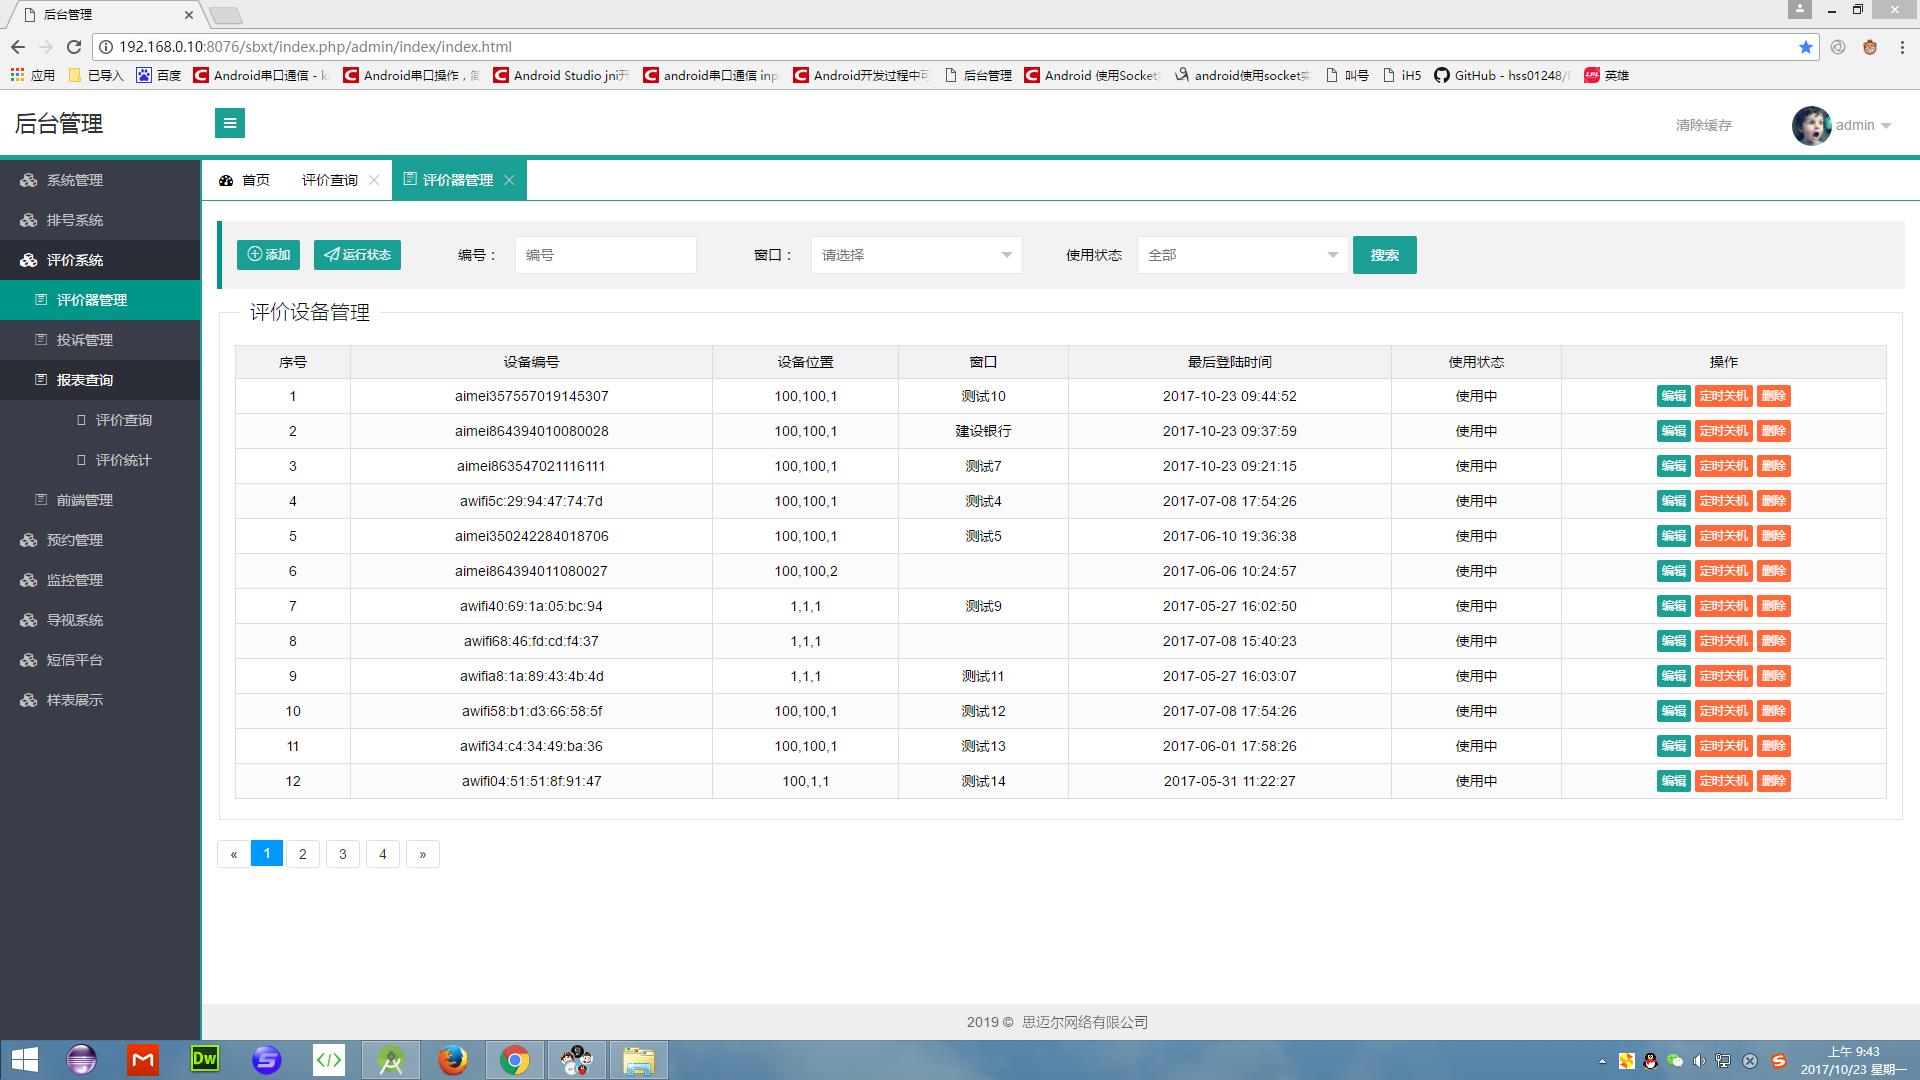 后台管理
192.168.0.10:8076/sbxt/index.php/admin/index/index.html
应用 已导入 百度 Android串口通信 - k Android串口操作，简 Android Studio jni开 android串口通信 inp Android开发过程中可 后台管理 Android 使用Socket android使用socket实 叫号 iH5 GitHub - hss01248/ 英雄
后台管理 清除缓存 admin
系统管理
排号系统
评价系统
评价器管理
投诉管理
报表查询
评价查询
评价统计
前端管理
预约管理
监控管理
导视系统
短信平台
样表展示
首页 评价查询 评价器管理
添加 运行状态 编号： 编号 窗口： 请选择 使用状态 全部 搜索
评价设备管理
序号 设备编号 设备位置 窗口 最后登陆时间 使用状态 操作
1 aimei357557019145307 100,100,1 测试10 2017-10-23 09:44:52 使用中 编辑 定时关机 删除
2 aimei864394010080028 100,100,1 建设银行 2017-10-23 09:37:59 使用中 编辑 定时关机 删除
3 aimei863547021116111 100,100,1 测试7 2017-10-23 09:21:15 使用中 编辑 定时关机 删除
4 awifi5c:29:94:47:74:7d 100,100,1 测试4 2017-07-08 17:54:26 使用中 编辑 定时关机 删除
5 aimei350242284018706 100,100,1 测试5 2017-06-10 19:36:38 使用中 编辑 定时关机 删除
6 aimei864394011080027 100,100,2 2017-06-06 10:24:57 使用中 编辑 定时关机 删除
7 awifi40:69:1a:05:bc:94 1,1,1 测试9 2017-05-27 16:02:50 使用中 编辑 定时关机 删除
8 awifi68:46:fd:cd:f4:37 1,1,1 2017-07-08 15:40:23 使用中 编辑 定时关机 删除
9 awifia8:1a:89:43:4b:4d 1,1,1 测试11 2017-05-27 16:03:07 使用中 编辑 定时关机 删除
10 awifi58:b1:d3:66:58:5f 100,100,1 测试12 2017-07-08 17:54:26 使用中 编辑 定时关机 删除
11 awifi34:c4:34:49:ba:36 100,100,1 测试13 2017-06-01 17:58:26 使用中 编辑 定时关机 删除
12 awifi04:51:51:8f:91:47 100,1,1 测试14 2017-05-31 11:22:27 使用中 编辑 定时关机 删除
« 1 2 3 4 »
2019 © 思迈尔网络有限公司
Dw
上午 9:43
2017/10/23 星期一